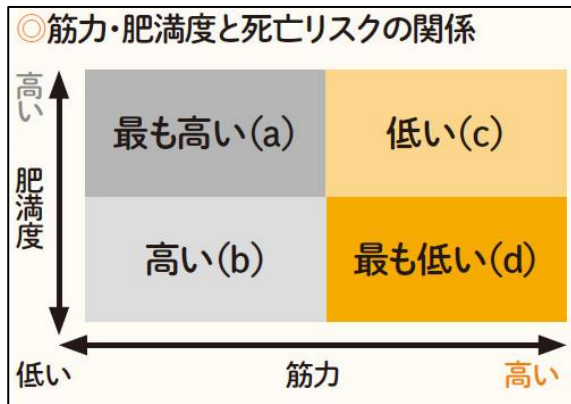 ◎筋力・肥満度と死亡リスクの関係
高い
肥満度
最も高い(a)
低い(c)
高い(b)
最も低い(d)
低い
筋力
高い